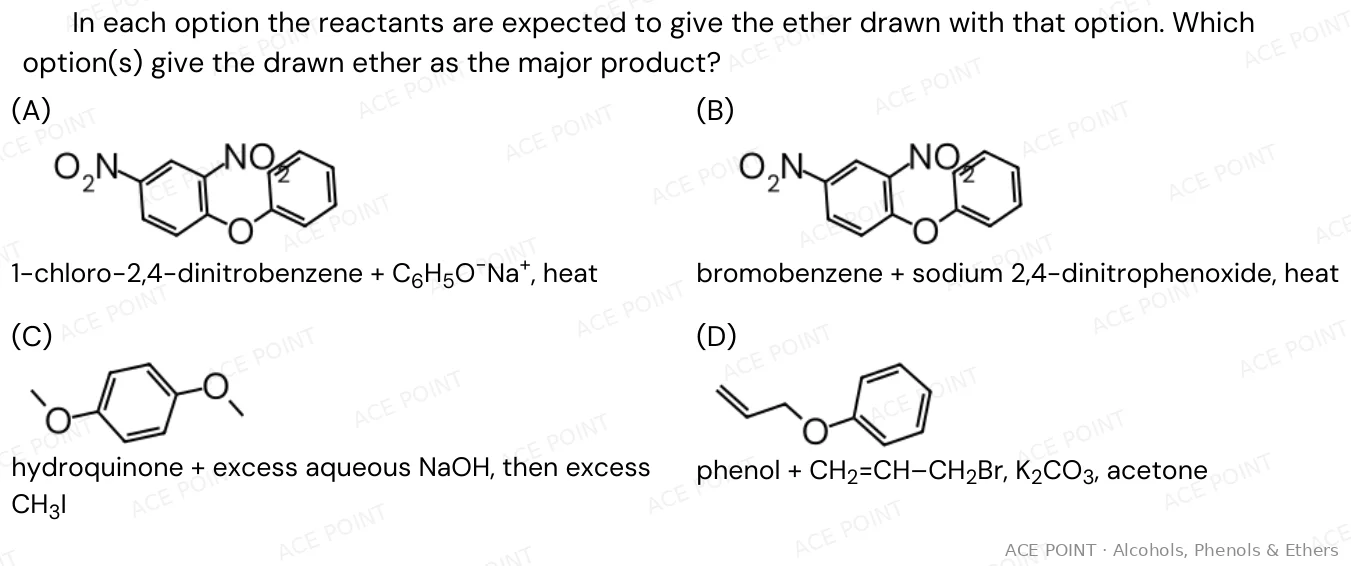 In each option the reactants are expected to give the ether drawn with that option. Which
option(s) give the drawn ether as the major product?
(A)
(B)
O₂N
NO₂
O
O₂N
NO₂
O
1-chloro-2,4-dinitrobenzene + C₆H₅O⁻Na⁺, heat
bromobenzene + sodium 2,4-dinitrophenoxide, heat
(C)
(D)
O
O
O
hydroquinone + excess aqueous NaOH, then excess
CH₃I
phenol + CH₂=CH–CH₂Br, K₂CO₃, acetone
ACE POINT · Alcohols, Phenols & Ethers